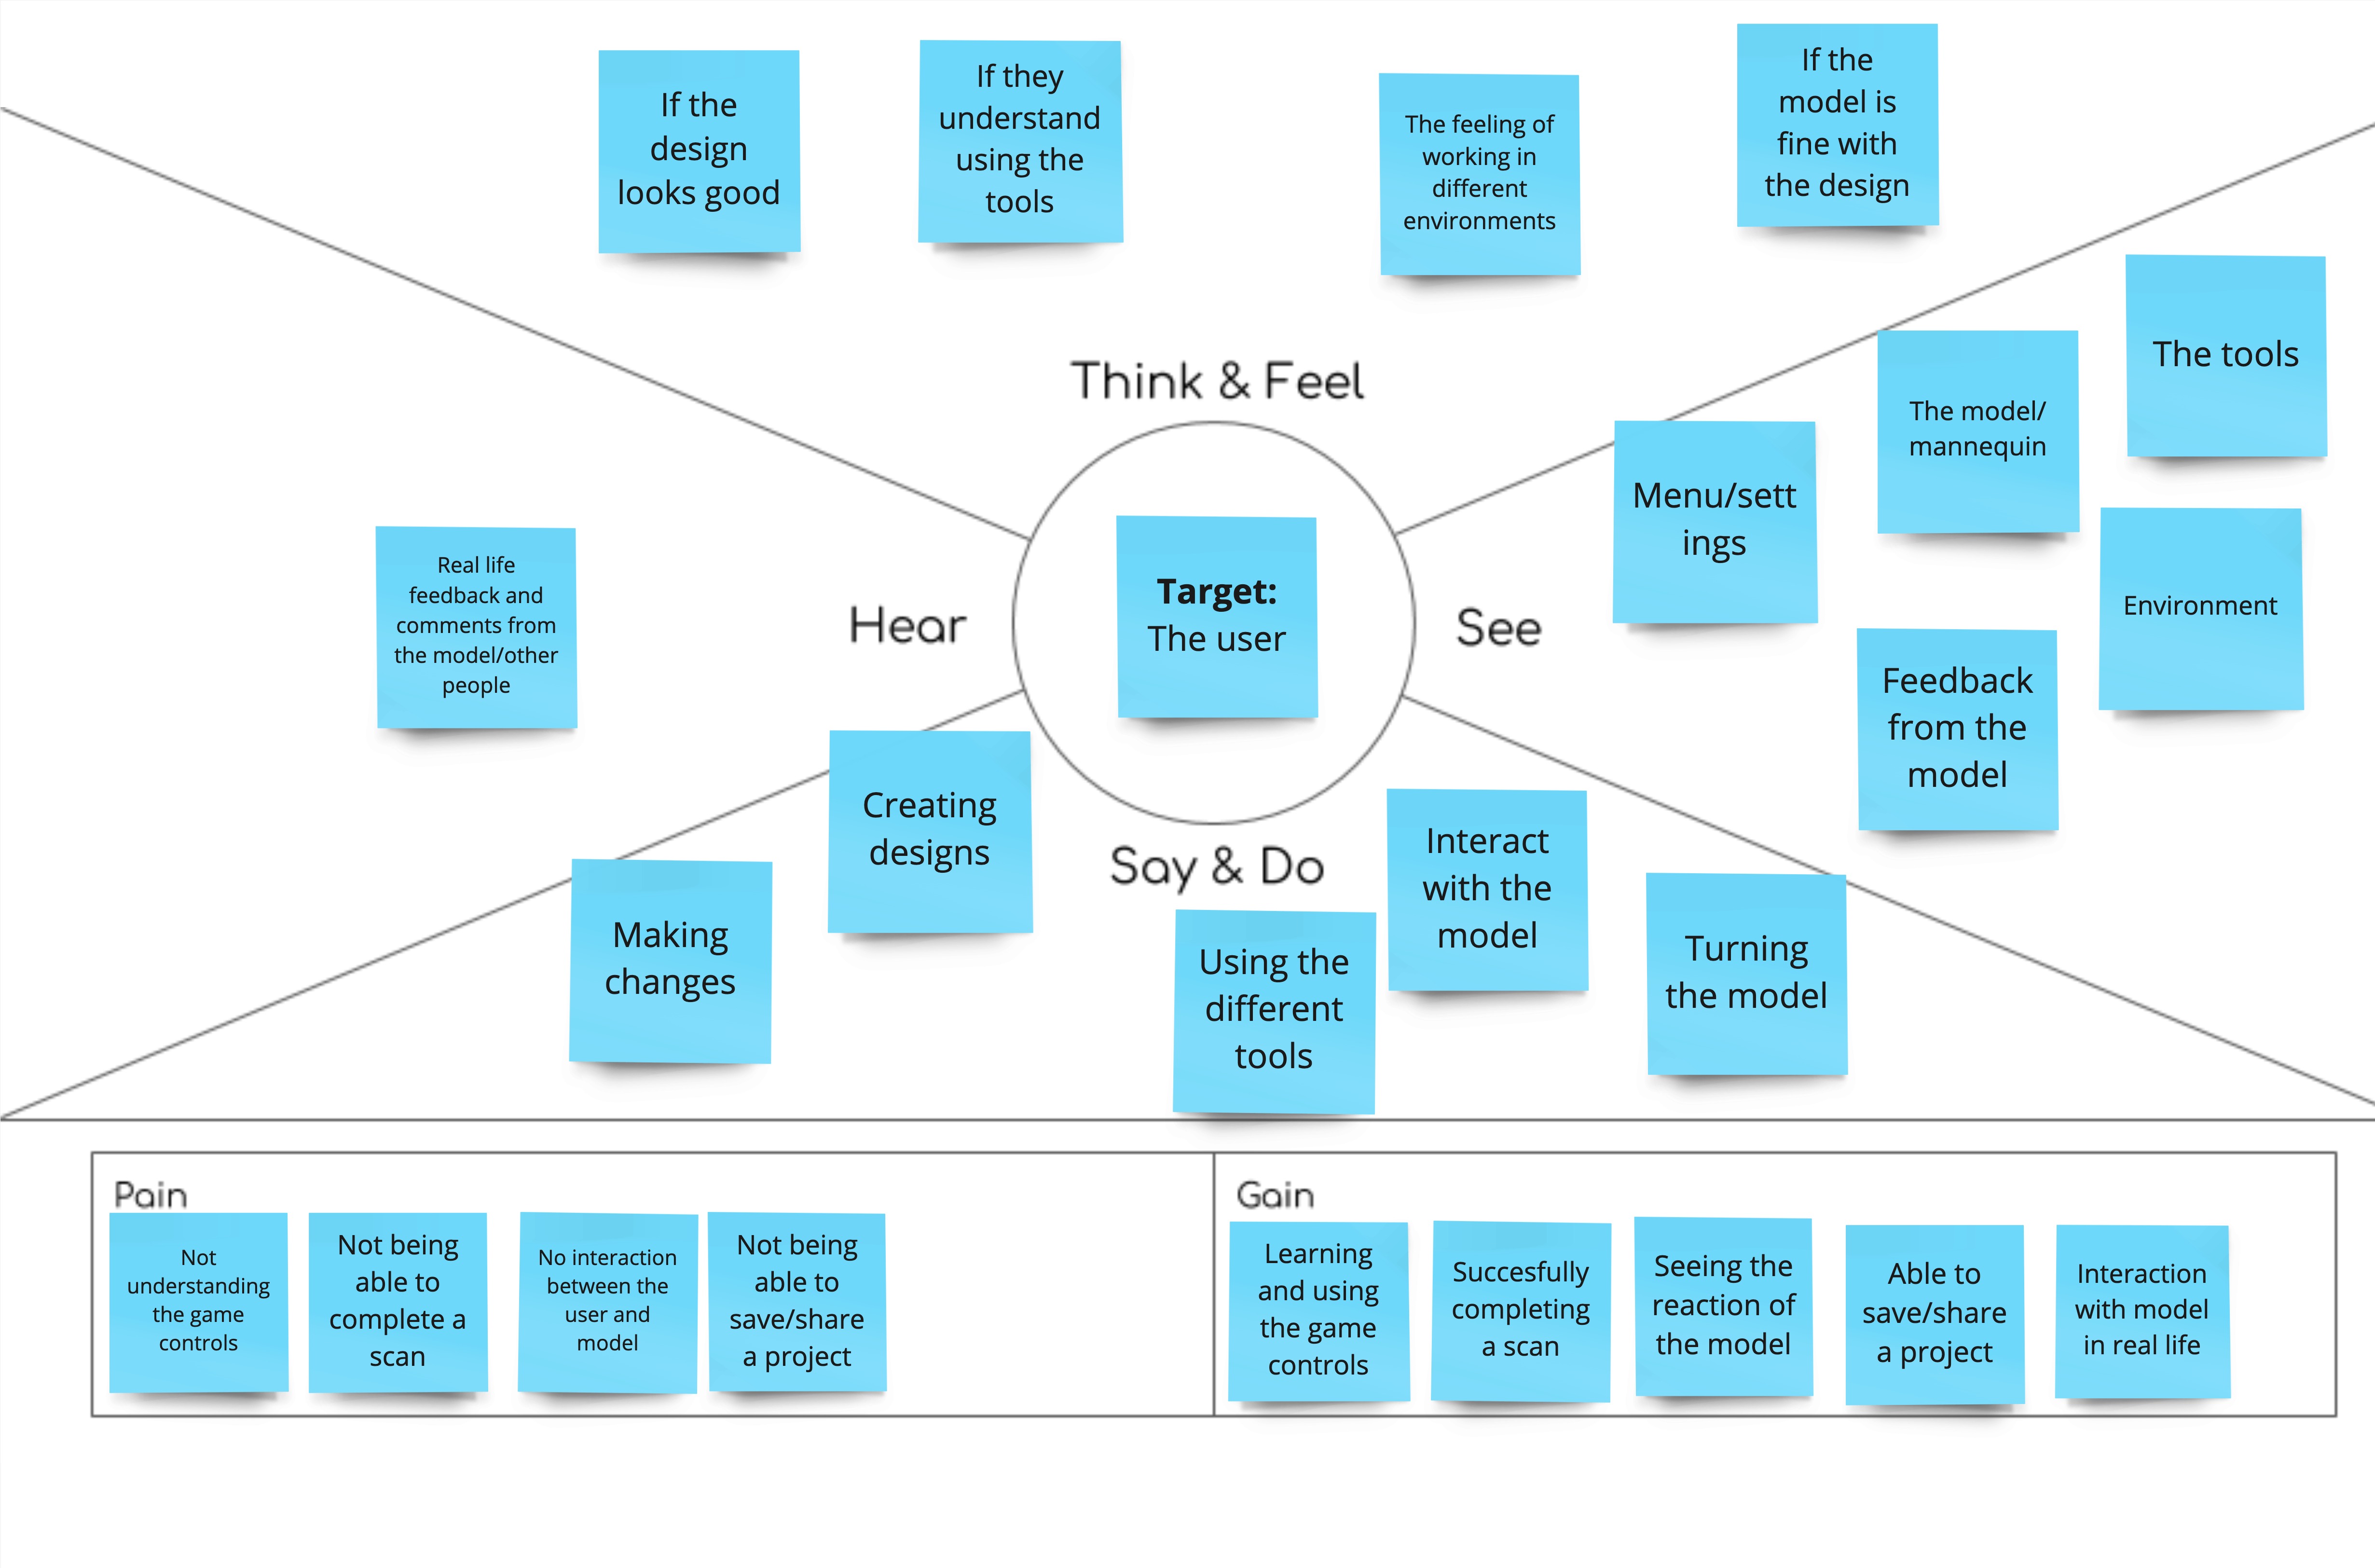 If the
design
looks good
If they
understand
using the
tools
The feeling of
working in
different
environments
If the
model is
fine with
the design
Think & Feel
The tools
The model/
mannequin
Menu/sett
ings
Environment
Feedback
from the
model
See
Target:
The user
Hear
Real life
feedback and
comments from
the model/other
people
Say & Do
Creating
designs
Making
changes
Using the
different
tools
Interact
with the
model
Turning
the model
Pain
Not
understanding
the game
controls
Not being
able to
complete a
scan
No interaction
between the
user and
model
Not being
able to
save/share
a project
Gain
Learning
and using
the game
controls
Succesfully
completing
a scan
Seeing the
reaction of
the model
Able to
save/share
a project
Interaction
with model
in real life